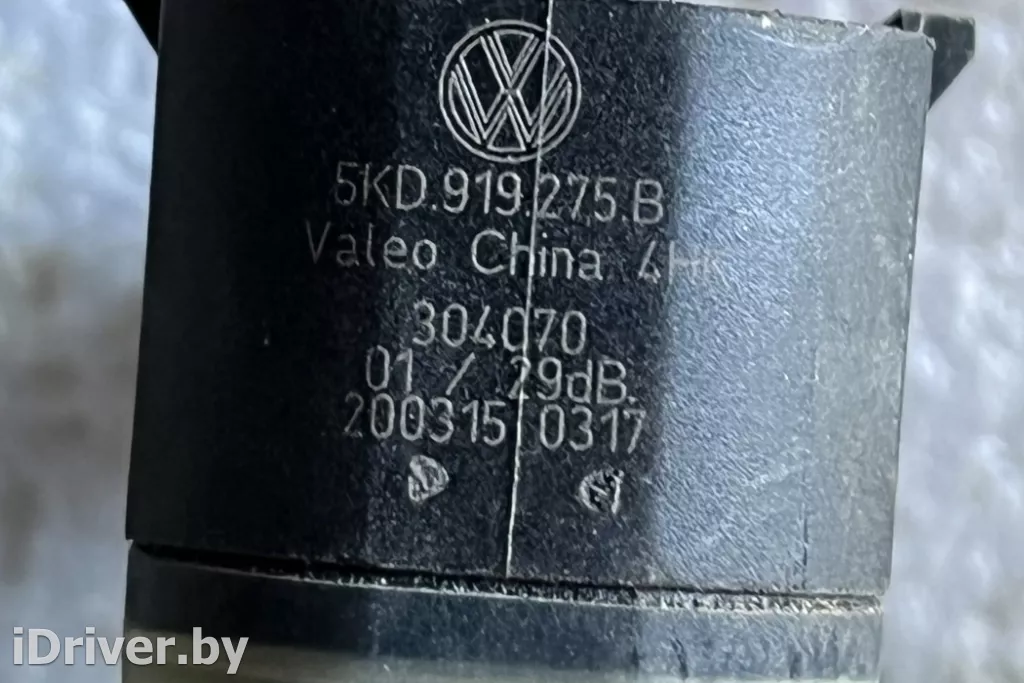 5KD.919.275.B
Valeo China
304070
01 / 29dB.
200315 0317
iDriver.by